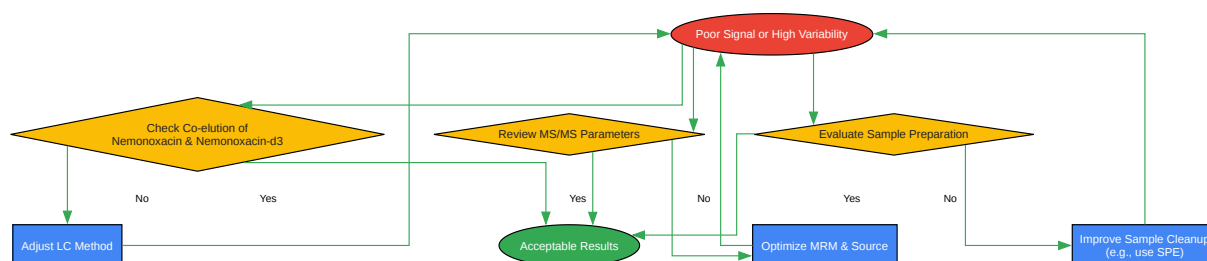 Poor Signal or High Variability
Check Co-elution of
Nemonoxacin & Nemonoxacin-d3
Review MS/MS Parameters
Evaluate Sample Preparation
No
Yes
Yes
No
Yes
No
Adjust LC Method
Acceptable Results
Optimize MRM & Source
Improve Sample Cleanup
(e.g., use SPE)